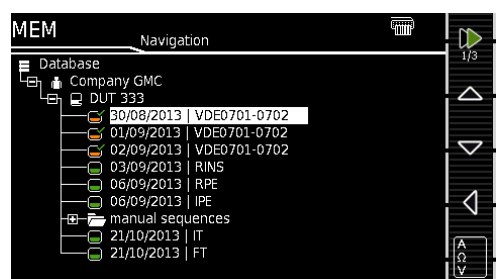 MEM
Navigation
1/3
Database
Company GMC
DUT 333
30/08/2013 | VDE0701-0702
01/09/2013 | VDE0701-0702
02/09/2013 | VDE0701-0702
03/09/2013 | RINS
06/09/2013 | RPE
06/09/2013 | IPE
manual sequences
21/10/2013 | IT
21/10/2013 | FT
A
Ω
V